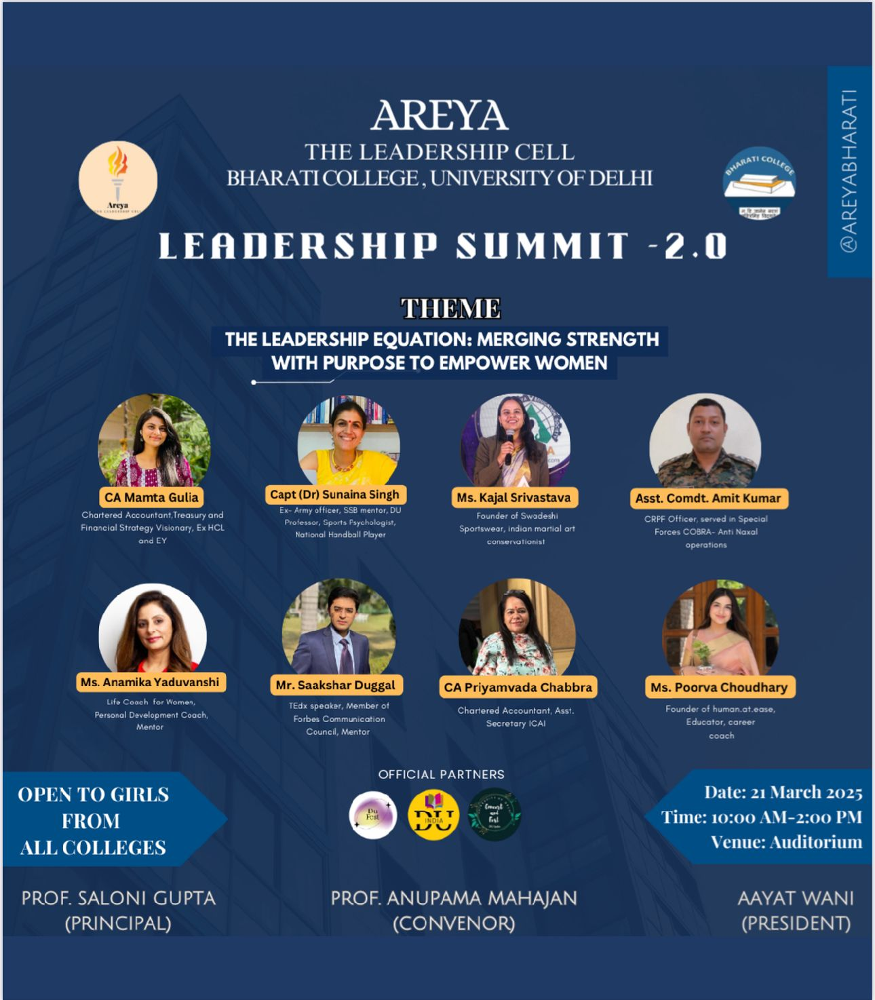 @AREYABHARATI
AREYA
THE LEADERSHIP CELL
BHARATI COLLEGE, UNIVERSITY OF DELHI
Areya
THE LEADERSHIP CELL
BHARATI COLLEGE
LEADERSHIP SUMMIT -2.0
THEME
THE LEADERSHIP EQUATION: MERGING STRENGTH
WITH PURPOSE TO EMPOWER WOMEN
CA Mamta Gulia
Chartered Accountant,Treasury and
Financial Strategy Visionary, Ex HCL
and EY
Capt (Dr) Sunaina Singh
Ex- Army officer, SSB mentor, DU
Professor, Sports Psychologist,
National Handball Player
Ms. Kajal Srivastava
Founder of Swadeshi
Sportswear, indian martial art
conservationist
Asst. Comdt. Amit Kumar
CRPF Officer, served in Special
Forces COBRA- Anti Naxal
operations
Ms. Anamika Yaduvanshi
Life Coach for Women,
Personal Development Coach,
Mentor
Mr. Saakshar Duggal
TEdx speaker, Member of
Forbes Communication
Council, Mentor
CA Priyamvada Chabbra
Chartered Accountant, Asst.
Secretary ICAI
Ms. Poorva Choudhary
Founder of human.at.ease,
Educator, career
coach
OFFICIAL PARTNERS
Du
Fest
DU
INDIA
Concert
and
Fest
OPEN TO GIRLS
FROM
ALL COLLEGES
Date: 21 March 2025
Time: 10:00 AM-2:00 PM
Venue: Auditorium
PROF. SALONI GUPTA
(PRINCIPAL)
PROF. ANUPAMA MAHAJAN
(CONVENOR)
AAYAT WANI
(PRESIDENT)